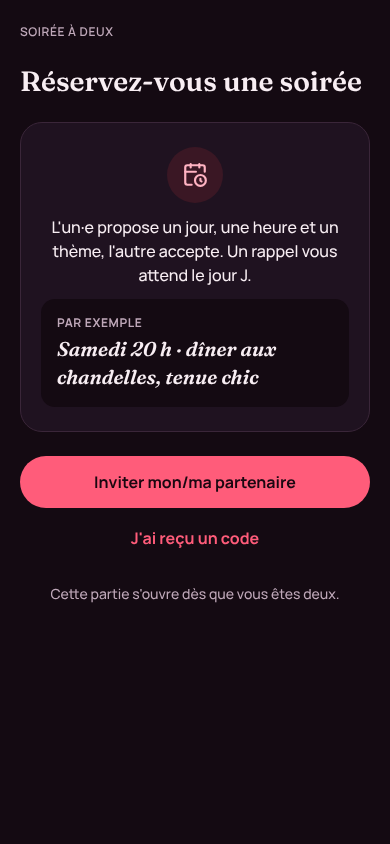 SOIRÉE À DEUX
Réservez-vous une soirée
L'un·e propose un jour, une heure et un
thème, l'autre accepte. Un rappel vous
attend le jour J.
PAR EXEMPLE
Samedi 20 h · dîner aux
chandelles, tenue chic
Inviter mon/ma partenaire
J'ai reçu un code
Cette partie s'ouvre dès que vous êtes deux.